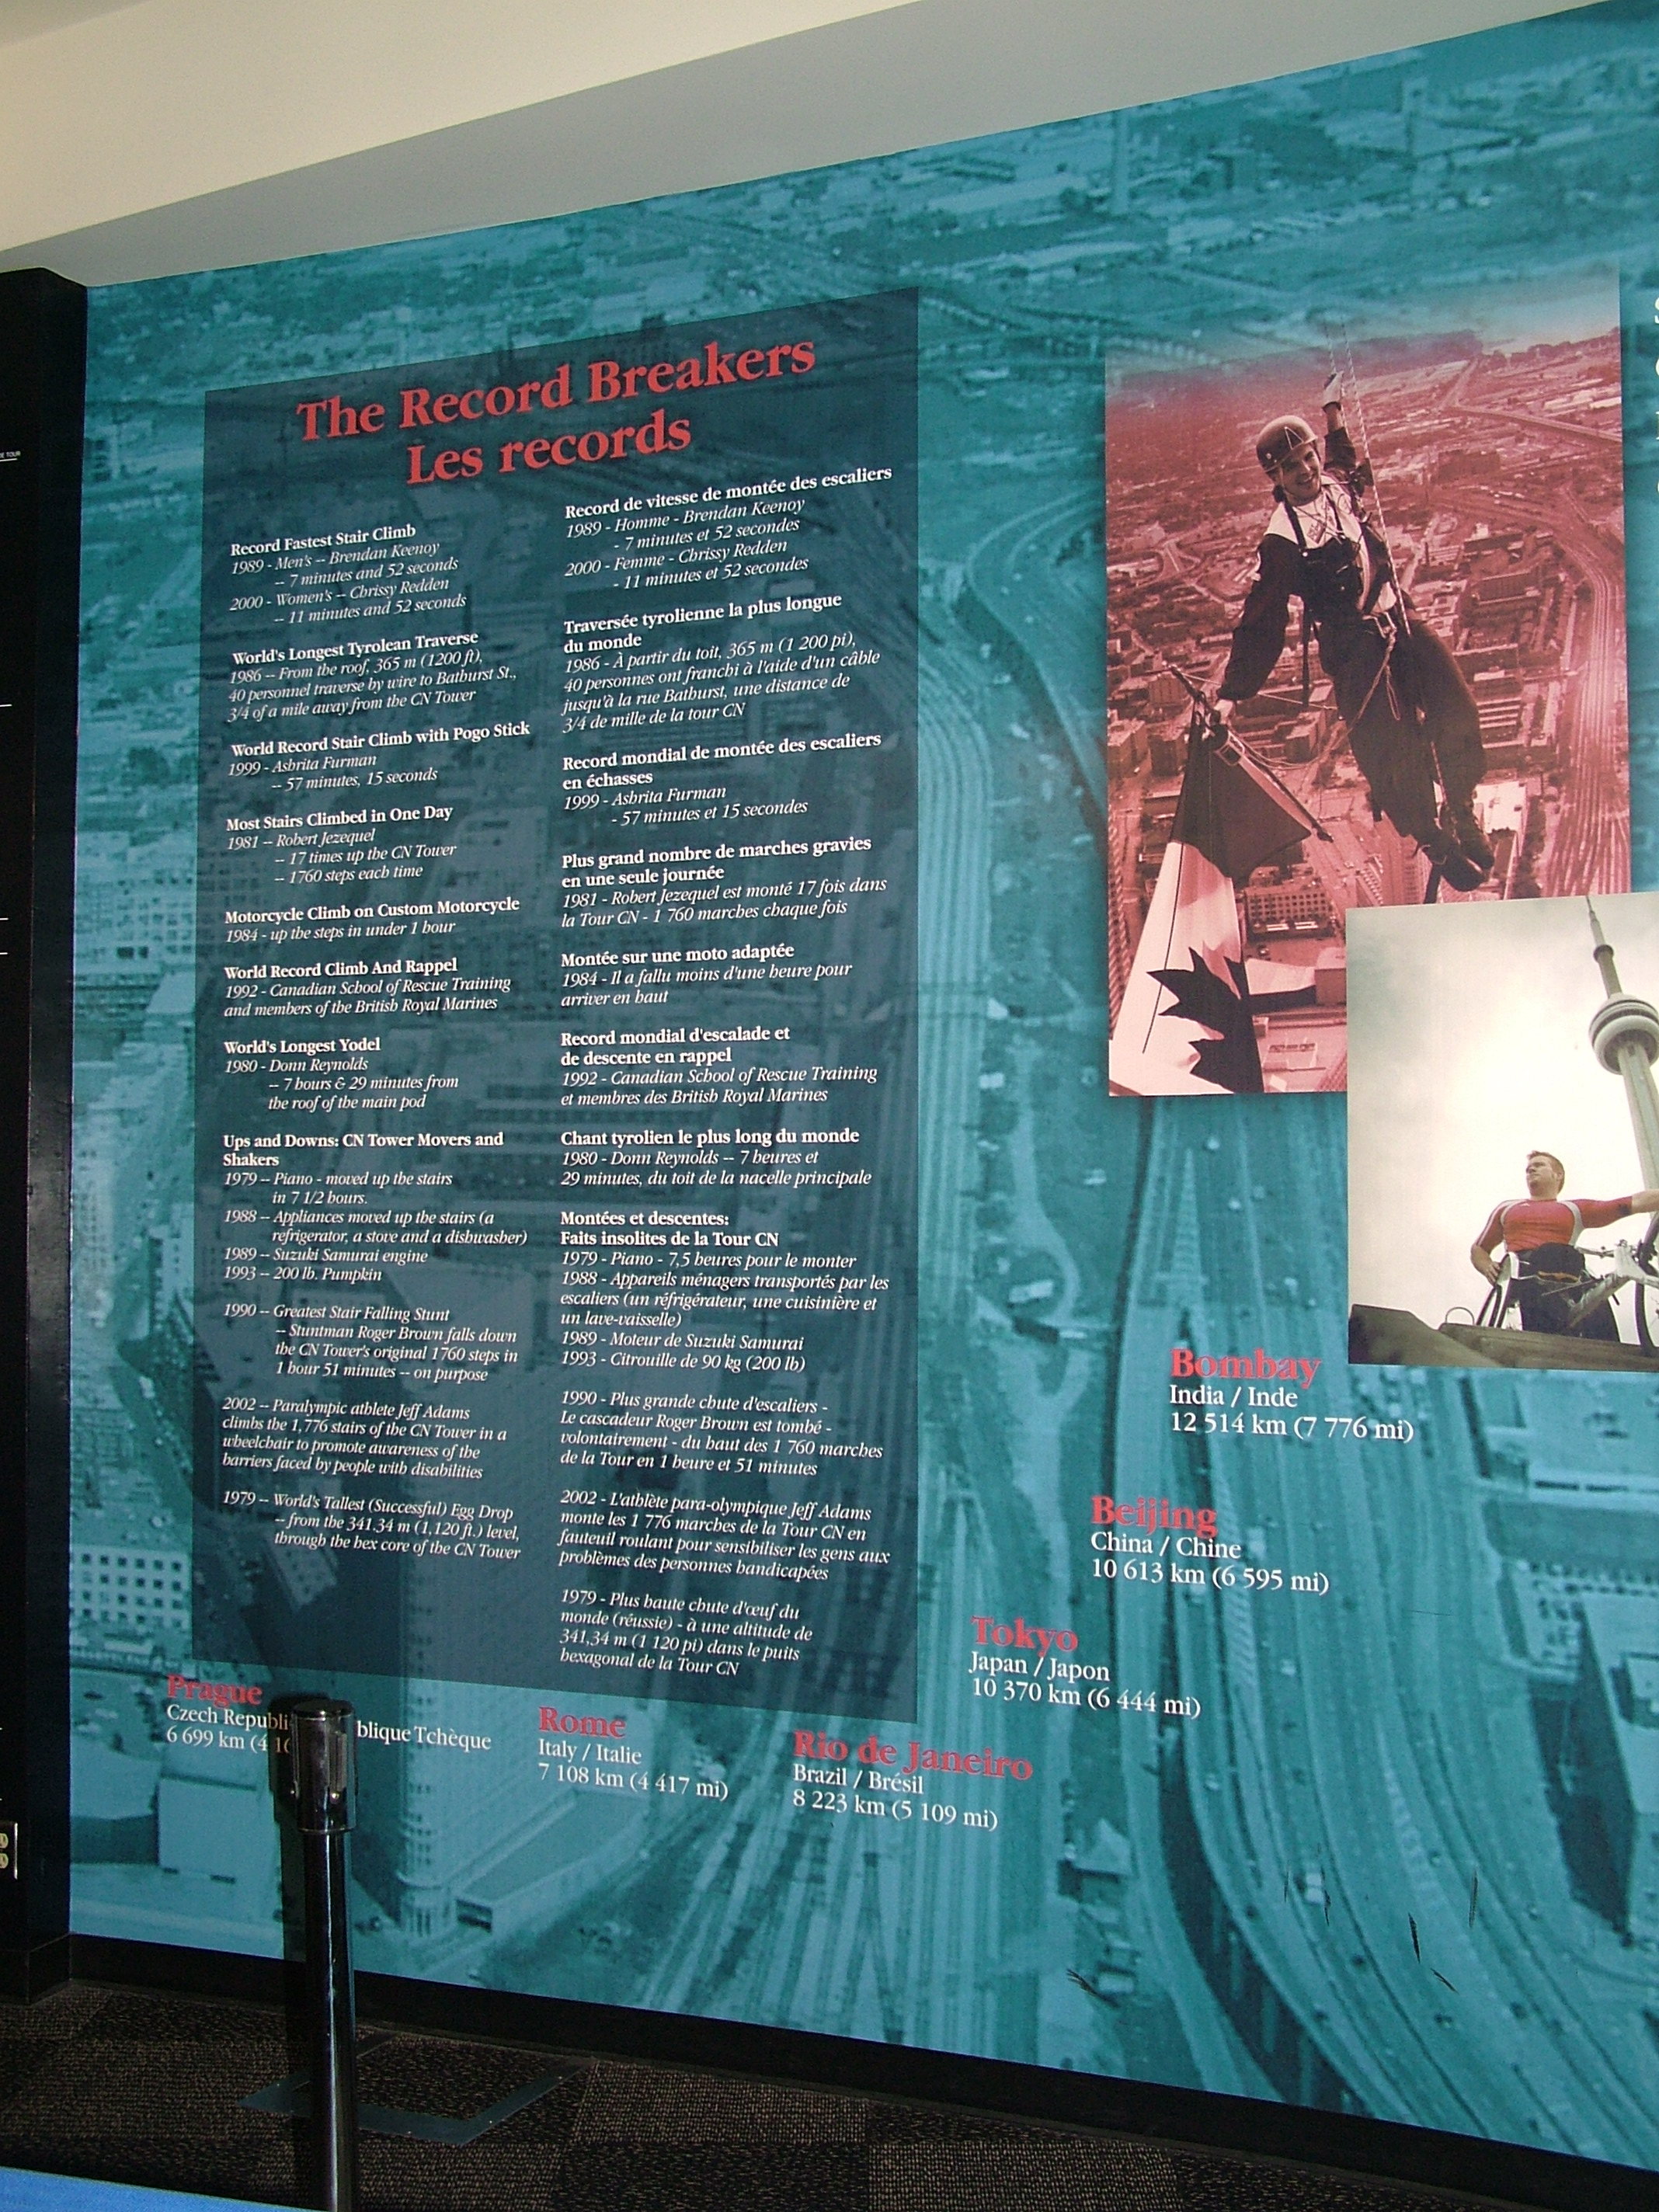 The Record Breakers
Les records
Record Fastest Stair Climb
1989 - Men's -- Brendan Keenoy
-- 7 minutes and 52 seconds
2000 - Women's -- Chrissy Redden
-- 11 minutes and 52 seconds
World's Longest Tyrolean Traverse
1986 -- From the roof, 365 m (1200 ft),
40 personnel traverse by wire to Bathurst St.,
3/4 of a mile away from the CN Tower
World Record Stair Climb with Pogo Stick
1999 - Ashrita Furman
-- 57 minutes, 15 seconds
Most Stairs Climbed in One Day
1981 -- Robert Jezequel
-- 17 times up the CN Tower
-- 1760 steps each time
Motorcycle Climb on Custom Motorcycle
1984 - up the steps in under 1 hour
World Record Climb And Rappel
1992 - Canadian School of Rescue Training
and members of the British Royal Marines
World's Longest Yodel
1980 - Donn Reynolds
-- 7 hours & 29 minutes from
the roof of the main pod
Ups and Downs: CN Tower Movers and
Shakers
1979 -- Piano - moved up the stairs
in 7 1/2 hours.
1988 -- Appliances moved up the stairs (a
refrigerator, a stove and a dishwasher)
1989 -- Suzuki Samurai engine
1993 -- 200 lb. Pumpkin
1990 -- Greatest Stair Falling Stunt
-- Stuntman Roger Brown falls down
the CN Tower's original 1760 steps in
1 hour 51 minutes -- on purpose
2002 -- Paralympic athlete Jeff Adams
climbs the 1,776 stairs of the CN Tower in a
wheelchair to promote awareness of the
barriers faced by people with disabilities
1979 -- World's Tallest (Successful) Egg Drop
-- from the 341.34 m (1,120 ft.) level,
through the hex core of the CN Tower
Record de vitesse de montée des escaliers
1989 - Homme - Brendan Keenoy
- 7 minutes et 52 secondes
2000 - Femme - Chrissy Redden
- 11 minutes et 52 secondes
Traversée tyrolienne la plus longue
du monde
1986 - À partir du toit, 365 m (1 200 pi),
40 personnes ont franchi à l'aide d'un câble
jusqu'à la rue Bathurst, une distance de
3/4 de mille de la tour CN
Record mondial de montée des escaliers
en échasses
1999 - Ashrita Furman
- 57 minutes et 15 secondes
Plus grand nombre de marches gravies
en une seule journée
1981 - Robert Jezequel est monté 17 fois dans
la Tour CN - 1 760 marches chaque fois
Montée sur une moto adaptée
1984 - Il a fallu moins d'une heure pour
arriver en haut
Record mondial d'escalade et
de descente en rappel
1992 - Canadian School of Rescue Training
et membres des British Royal Marines
Chant tyrolien le plus long du monde
1980 - Donn Reynolds -- 7 heures et
29 minutes, du toit de la nacelle principale
Montées et descentes:
Faits insolites de la Tour CN
1979 - Piano - 7,5 heures pour le monter
1988 - Appareils ménagers transportés par les
escaliers (un réfrigérateur, une cuisinière et
un lave-vaisselle)
1989 - Moteur de Suzuki Samurai
1993 - Citrouille de 90 kg (200 lb)
1990 - Plus grande chute d'escaliers -
Le cascadeur Roger Brown est tombé -
volontairement - du haut des 1 760 marches
de la Tour en 1 heure et 51 minutes
2002 - L'athlète para-olympique Jeff Adams
monte les 1 776 marches de la Tour CN en
fauteuil roulant pour sensibiliser les gens aux
problèmes des personnes handicapées
1979 - Plus haute chute d'œuf du
monde (réussie) - à une altitude de
341,34 m (1 120 pi) dans le puits
hexagonal de la Tour CN
Bombay
India / Inde
12 514 km (7 776 mi)
Beijing
China / Chine
10 613 km (6 595 mi)
Tokyo
Japan / Japon
10 370 km (6 444 mi)
Prague
Czech Republi blique Tchèque
6 699 km (4 1
Rome
Italy / Italie
7 108 km (4 417 mi)
Rio de Janeiro
Brazil / Brésil
8 223 km (5 109 mi)